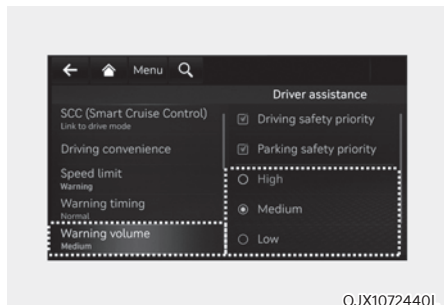 Menu
Driver assistance
SCC (Smart Cruise Control)
Link to drive mode
Driving convenience
Speed limit
Warning
Warning timing
Normal
Warning volume
Medium
Driving safety priority
Parking safety priority
High
Medium
Low
OJX1072440L